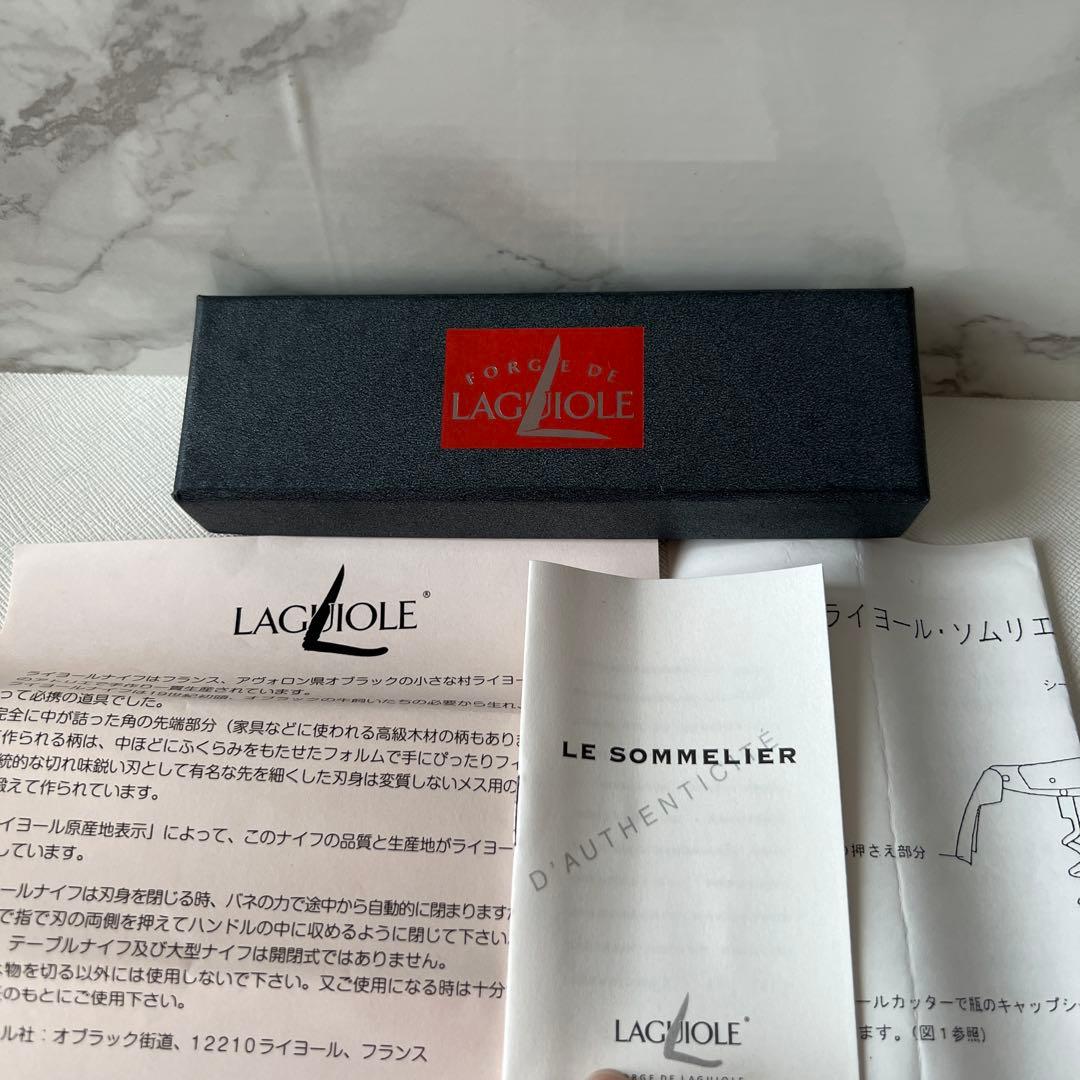 FORGE DE
LAGUIOLE
LAGUIOLE®
ライヨールナイフはフランス、アヴォロン県オブラックの小さな村ライヨー
って必携の道具でした。
完全に中が詰った角の先端部分（家具などに使われる高級木材の柄もありま
作られる柄は、中ほどにふくらみをもたせたフォルムで手にぴったりフィ
統的な切れ味鋭い刃として有名な先を細くした刃身は変質しないメス用の
鍛えて作られています。
イヨール原産地表示」によって、このナイフの品質と生産地がライヨー
しています。
ールナイフは刃身を閉じる時、バネの力で途中から自動的に閉まりますか
で指で刃の両側を押えてハンドルの中に収めるように閉じて下さい。
テーブルナイフ及び大型ナイフは開閉式ではありません。
物を切る以外には使用しないで下さい。又ご使用になる時は十分
のもとにご使用下さい。
ル社：オブラック街道、12210ライヨール、フランス
LE SOMMELIER
D'AUTHENTICITÉ
LAGUIOLE®
FORGE DE LAGUIOLE
ライヨール・ソムリエ
シー
押さえ部分
ールカッターで瓶のキャップシ
ます。（図1参照）